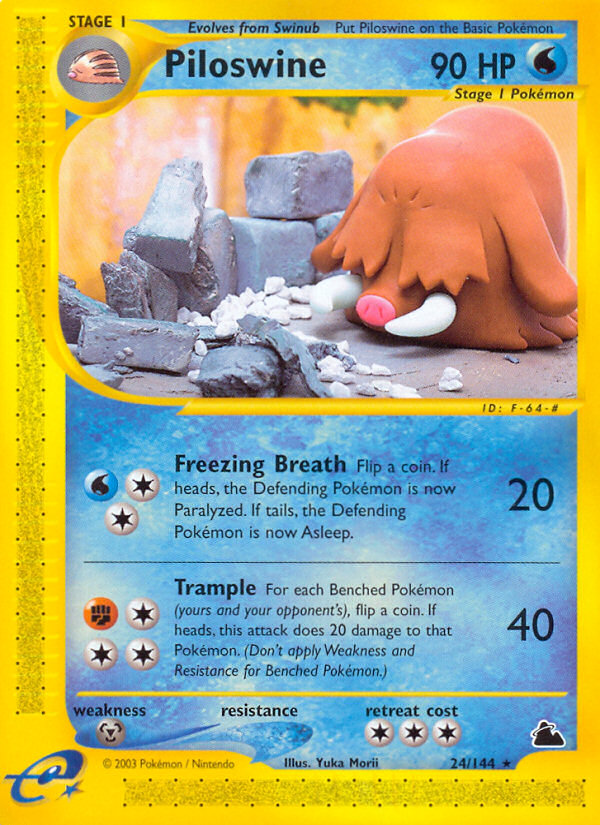 STAGE 1
Evolves from Swinub Put Piloswine on the Basic Pokémon
Piloswine 90 HP
Stage 1 Pokémon
ID: F-64-#
Freezing Breath Flip a coin. If
heads, the Defending Pokémon is now
Paralyzed. If tails, the Defending
Pokémon is now Asleep.
20
Trample For each Benched Pokémon
(yours and your opponent's), flip a coin. If
heads, this attack does 20 damage to that
Pokémon. (Don't apply Weakness and
Resistance for Benched Pokémon.)
40
weakness resistance retreat cost
© 2003 Pokémon / Nintendo Illus. Yuka Morii 24/144 ★
e